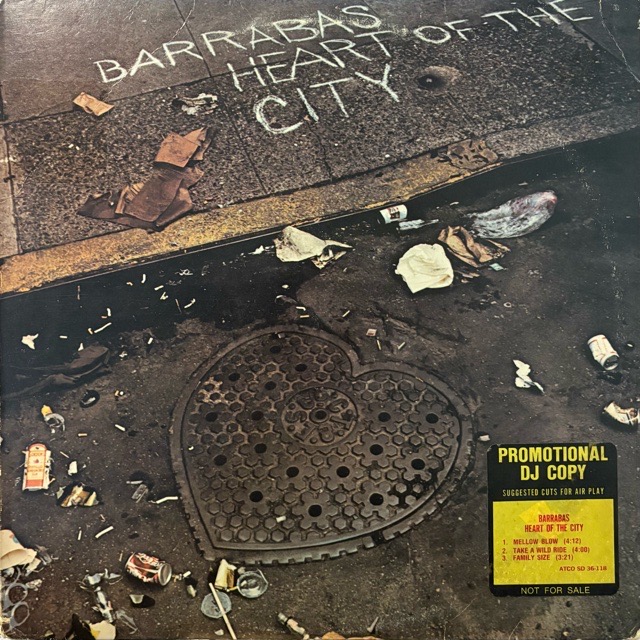 BARRABAS
HEART OF THE
CITY
PROMOTIONAL
DJ COPY
SUGGESTED CUTS FOR AIR PLAY
BARRABAS
HEART OF THE CITY
1. MELLOW BLOW (4:12)
2. TAKE A WILD RIDE (4:00)
3. FAMILY SIZE (3:21)
ATCO SD 36-118
NOT FOR SALE